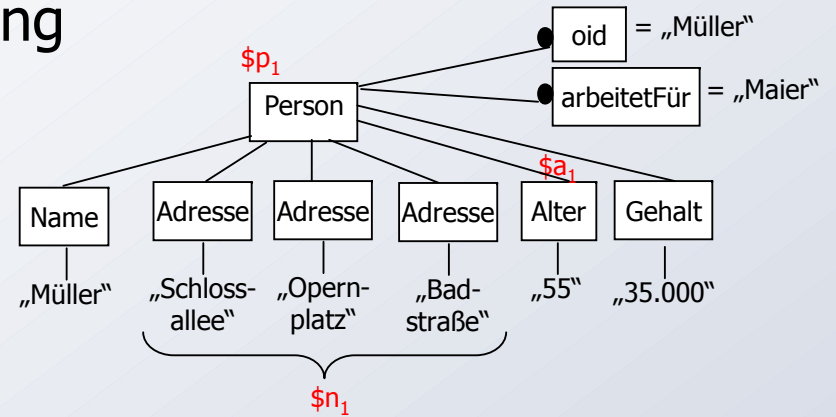 ng
oid = „Müller“
$p₁
Person
arbeitetFür = „Maier“
$a₁
Name Adresse Adresse Adresse Alter Gehalt
„Müller“ „Schloss- „Opern- „Bad- „55“ „35.000“
allee“ platz“ straße“
$n₁